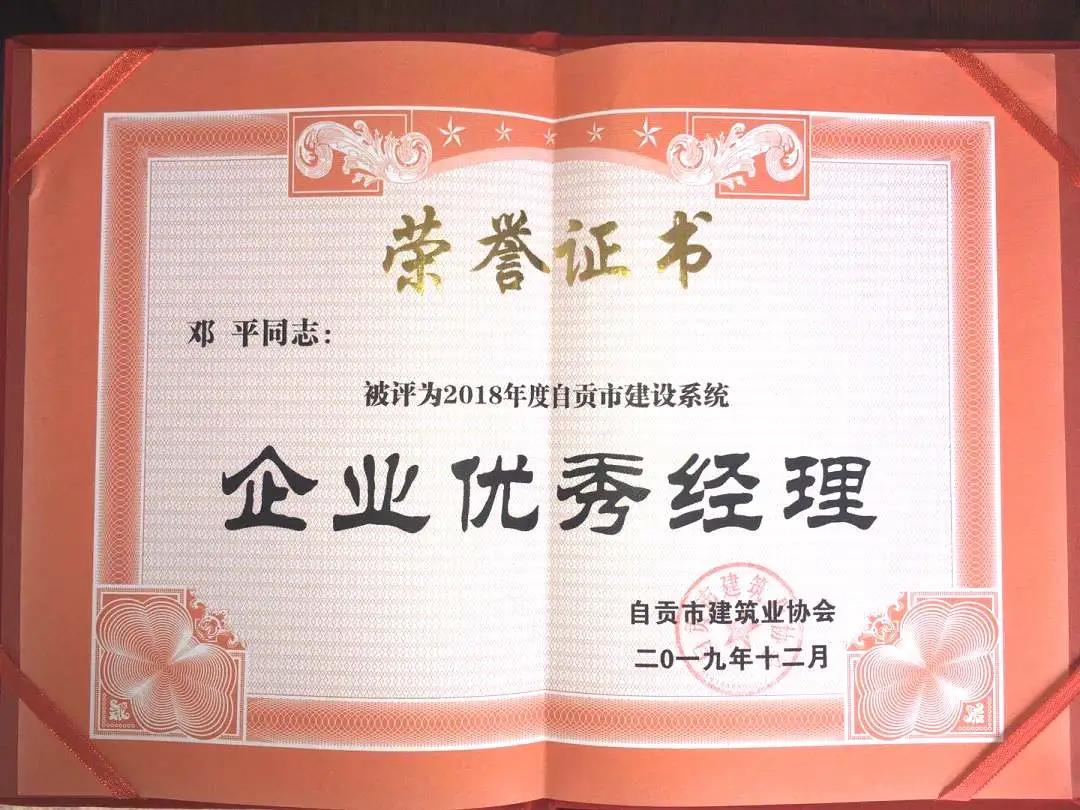 荣誉证书
邓 平同志：
被评为2018年度自贡市建设系统
企业优秀经理
自贡市建筑业协会
二0一九年十二月